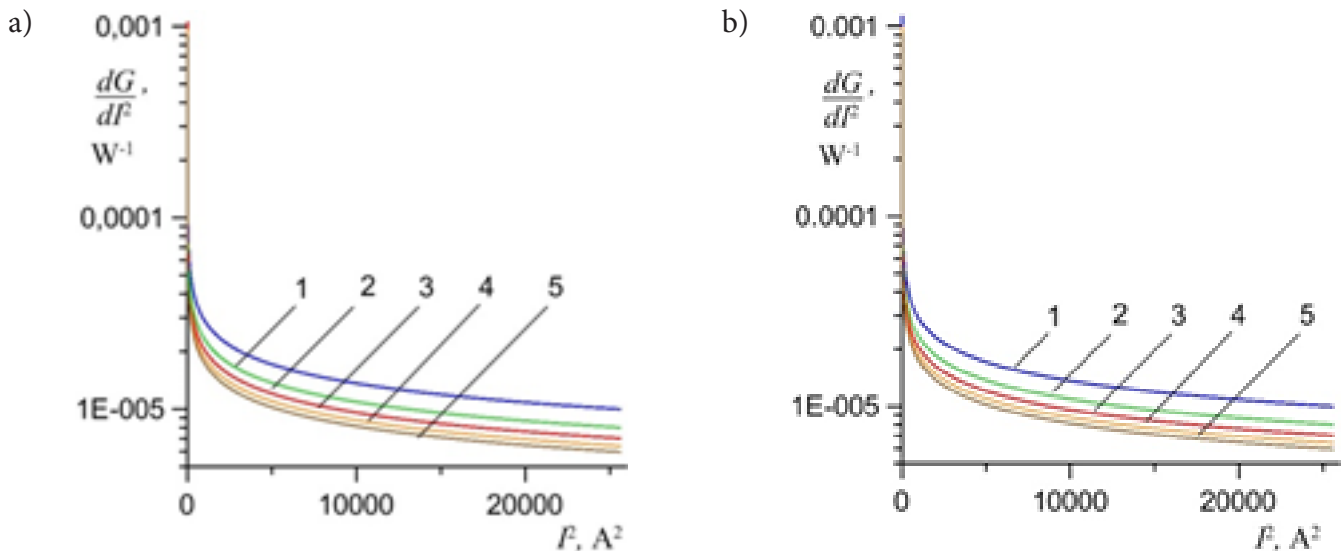 a)
0,001
dG
dI²,
W-1
0,0001
1 2 3 4 5
1E-005
0 10000 20000
I², A²
b)
0.001
dG
dI²,
W-1
0.0001
1 2 3 4 5
1E-005
0 10000 20000
I², A²